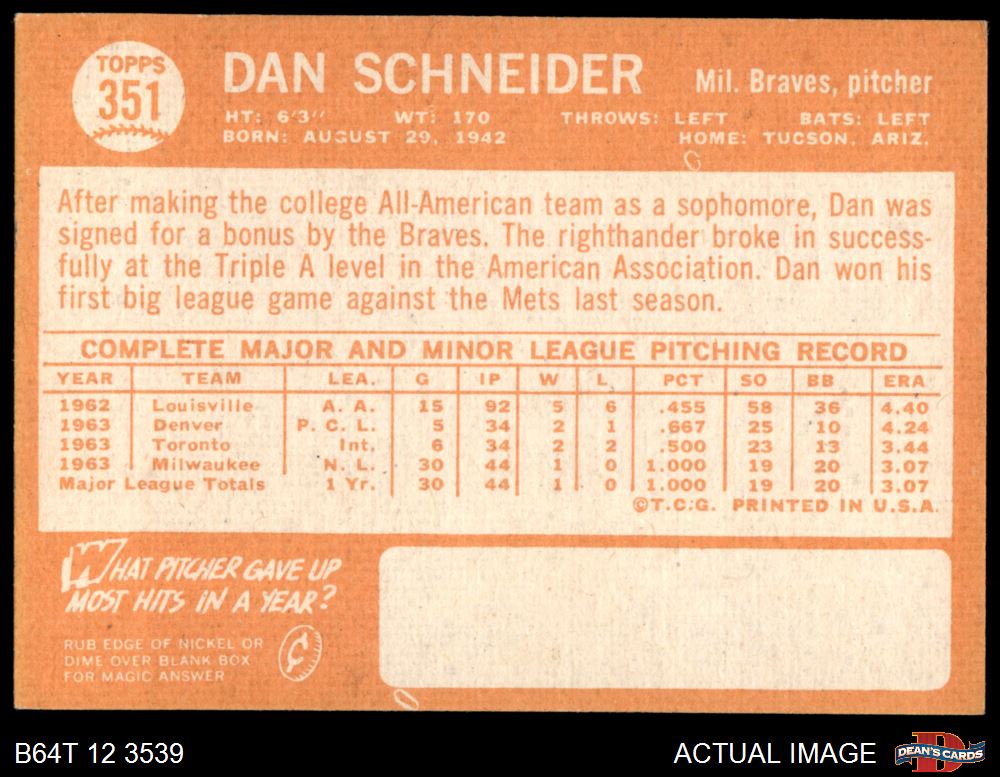 TOPPS
351
DAN SCHNEIDER
Mil. Braves, pitcher
HT: 6'3" WT: 170 THROWS: LEFT BATS: LEFT
BORN: AUGUST 29, 1942 HOME: TUCSON, ARIZ.
After making the college All-American team as a sophomore, Dan was
signed for a bonus by the Braves. The righthander broke in success-
fully at the Triple A level in the American Association. Dan won his
first big league game against the Mets last season.
COMPLETE MAJOR AND MINOR LEAGUE PITCHING RECORD
YEAR TEAM LEA. G IP W L PCT SO BB ERA
1962 Louisville A. A. 15 92 5 6 .455 58 36 4.40
1963 Denver P. C. L. 5 34 2 1 .667 25 10 4.24
1963 Toronto Int. 6 34 2 2 .500 23 13 3.44
1963 Milwaukee N. L. 30 44 1 0 1.000 19 20 3.07
Major League Totals 1 Yr. 30 44 1 0 1.000 19 20 3.07
©T.C.G. PRINTED IN U.S.A.
WHAT PITCHER GAVE UP
MOST HITS IN A YEAR?
RUB EDGE OF NICKEL OR
DIME OVER BLANK BOX
FOR MAGIC ANSWER
B64T 12 3539
ACTUAL IMAGE
DEAN'S CARDS